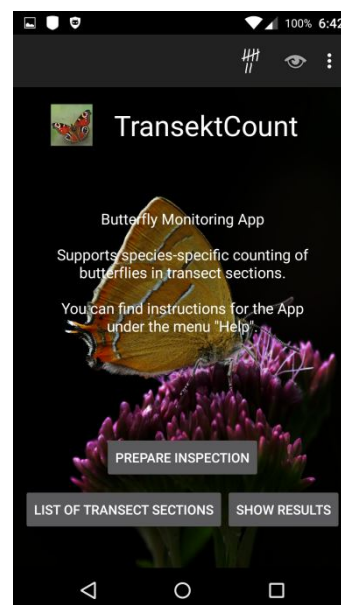 100% 6:42
TransektCount
Butterfly Monitoring App
Supports species-specific counting of
butterflies in transect sections.
You can find instructions for the App
under the menu "Help".
PREPARE INSPECTION
LIST OF TRANSECT SECTIONS SHOW RESULTS